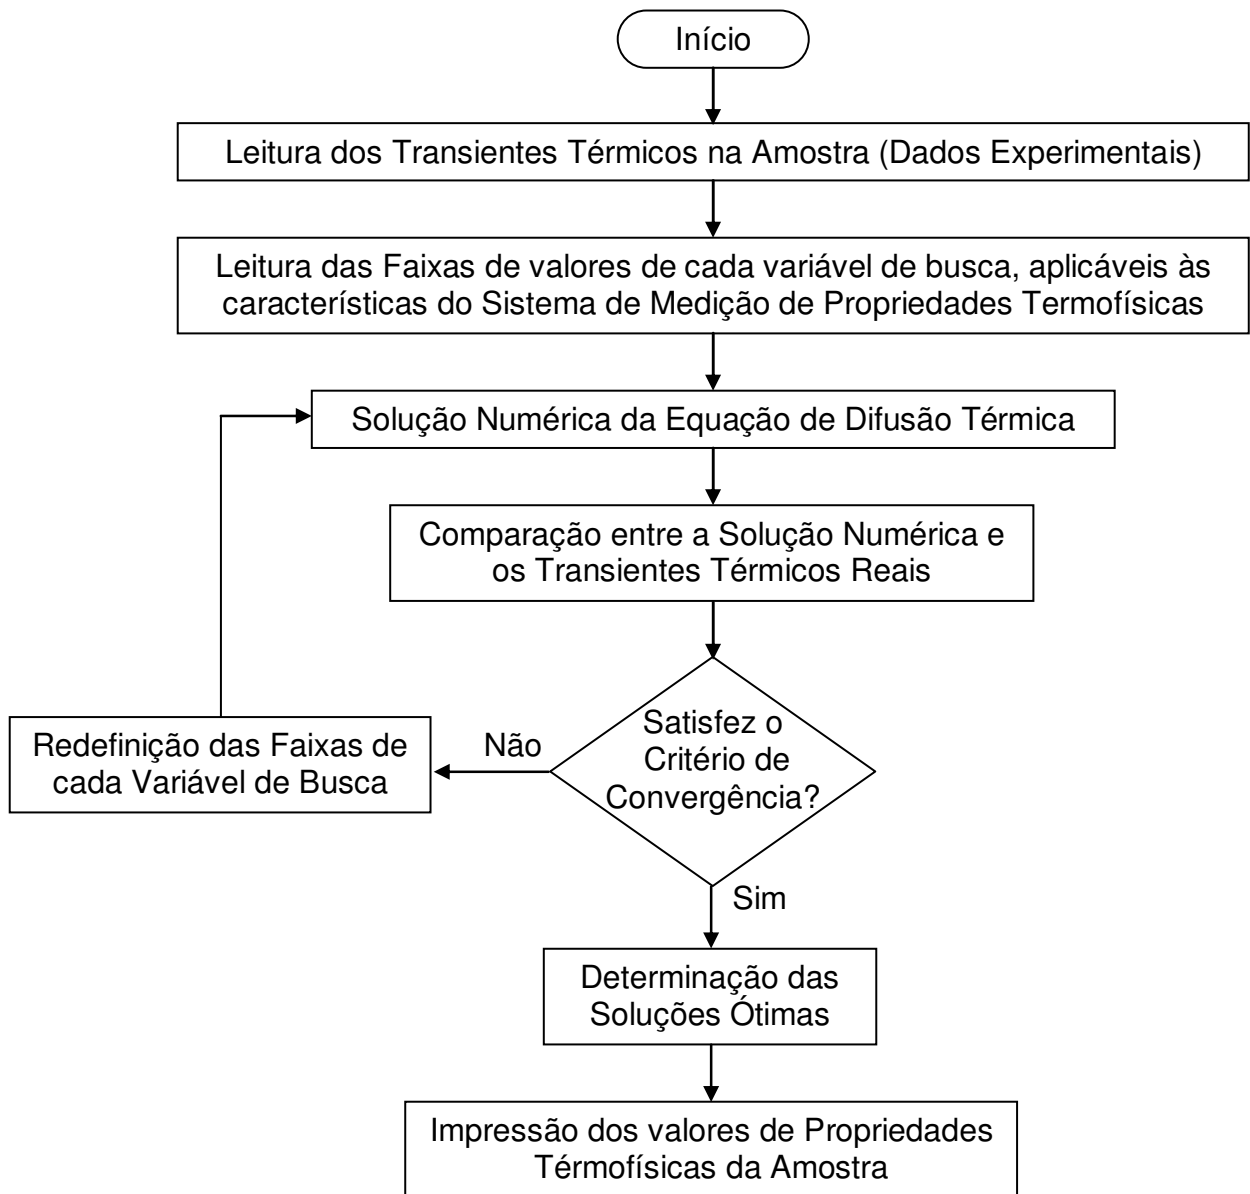 Início
Leitura dos Transientes Térmicos na Amostra (Dados Experimentais)
Leitura das Faixas de valores de cada variável de busca, aplicáveis às
características do Sistema de Medição de Propriedades Termofísicas
Solução Numérica da Equação de Difusão Térmica
Comparação entre a Solução Numérica e
os Transientes Térmicos Reais
Satisfez o
Critério de
Convergência?
Não
Redefinição das Faixas de
cada Variável de Busca
Sim
Determinação das
Soluções Ótimas
Impressão dos valores de Propriedades
Térmofísicas da Amostra